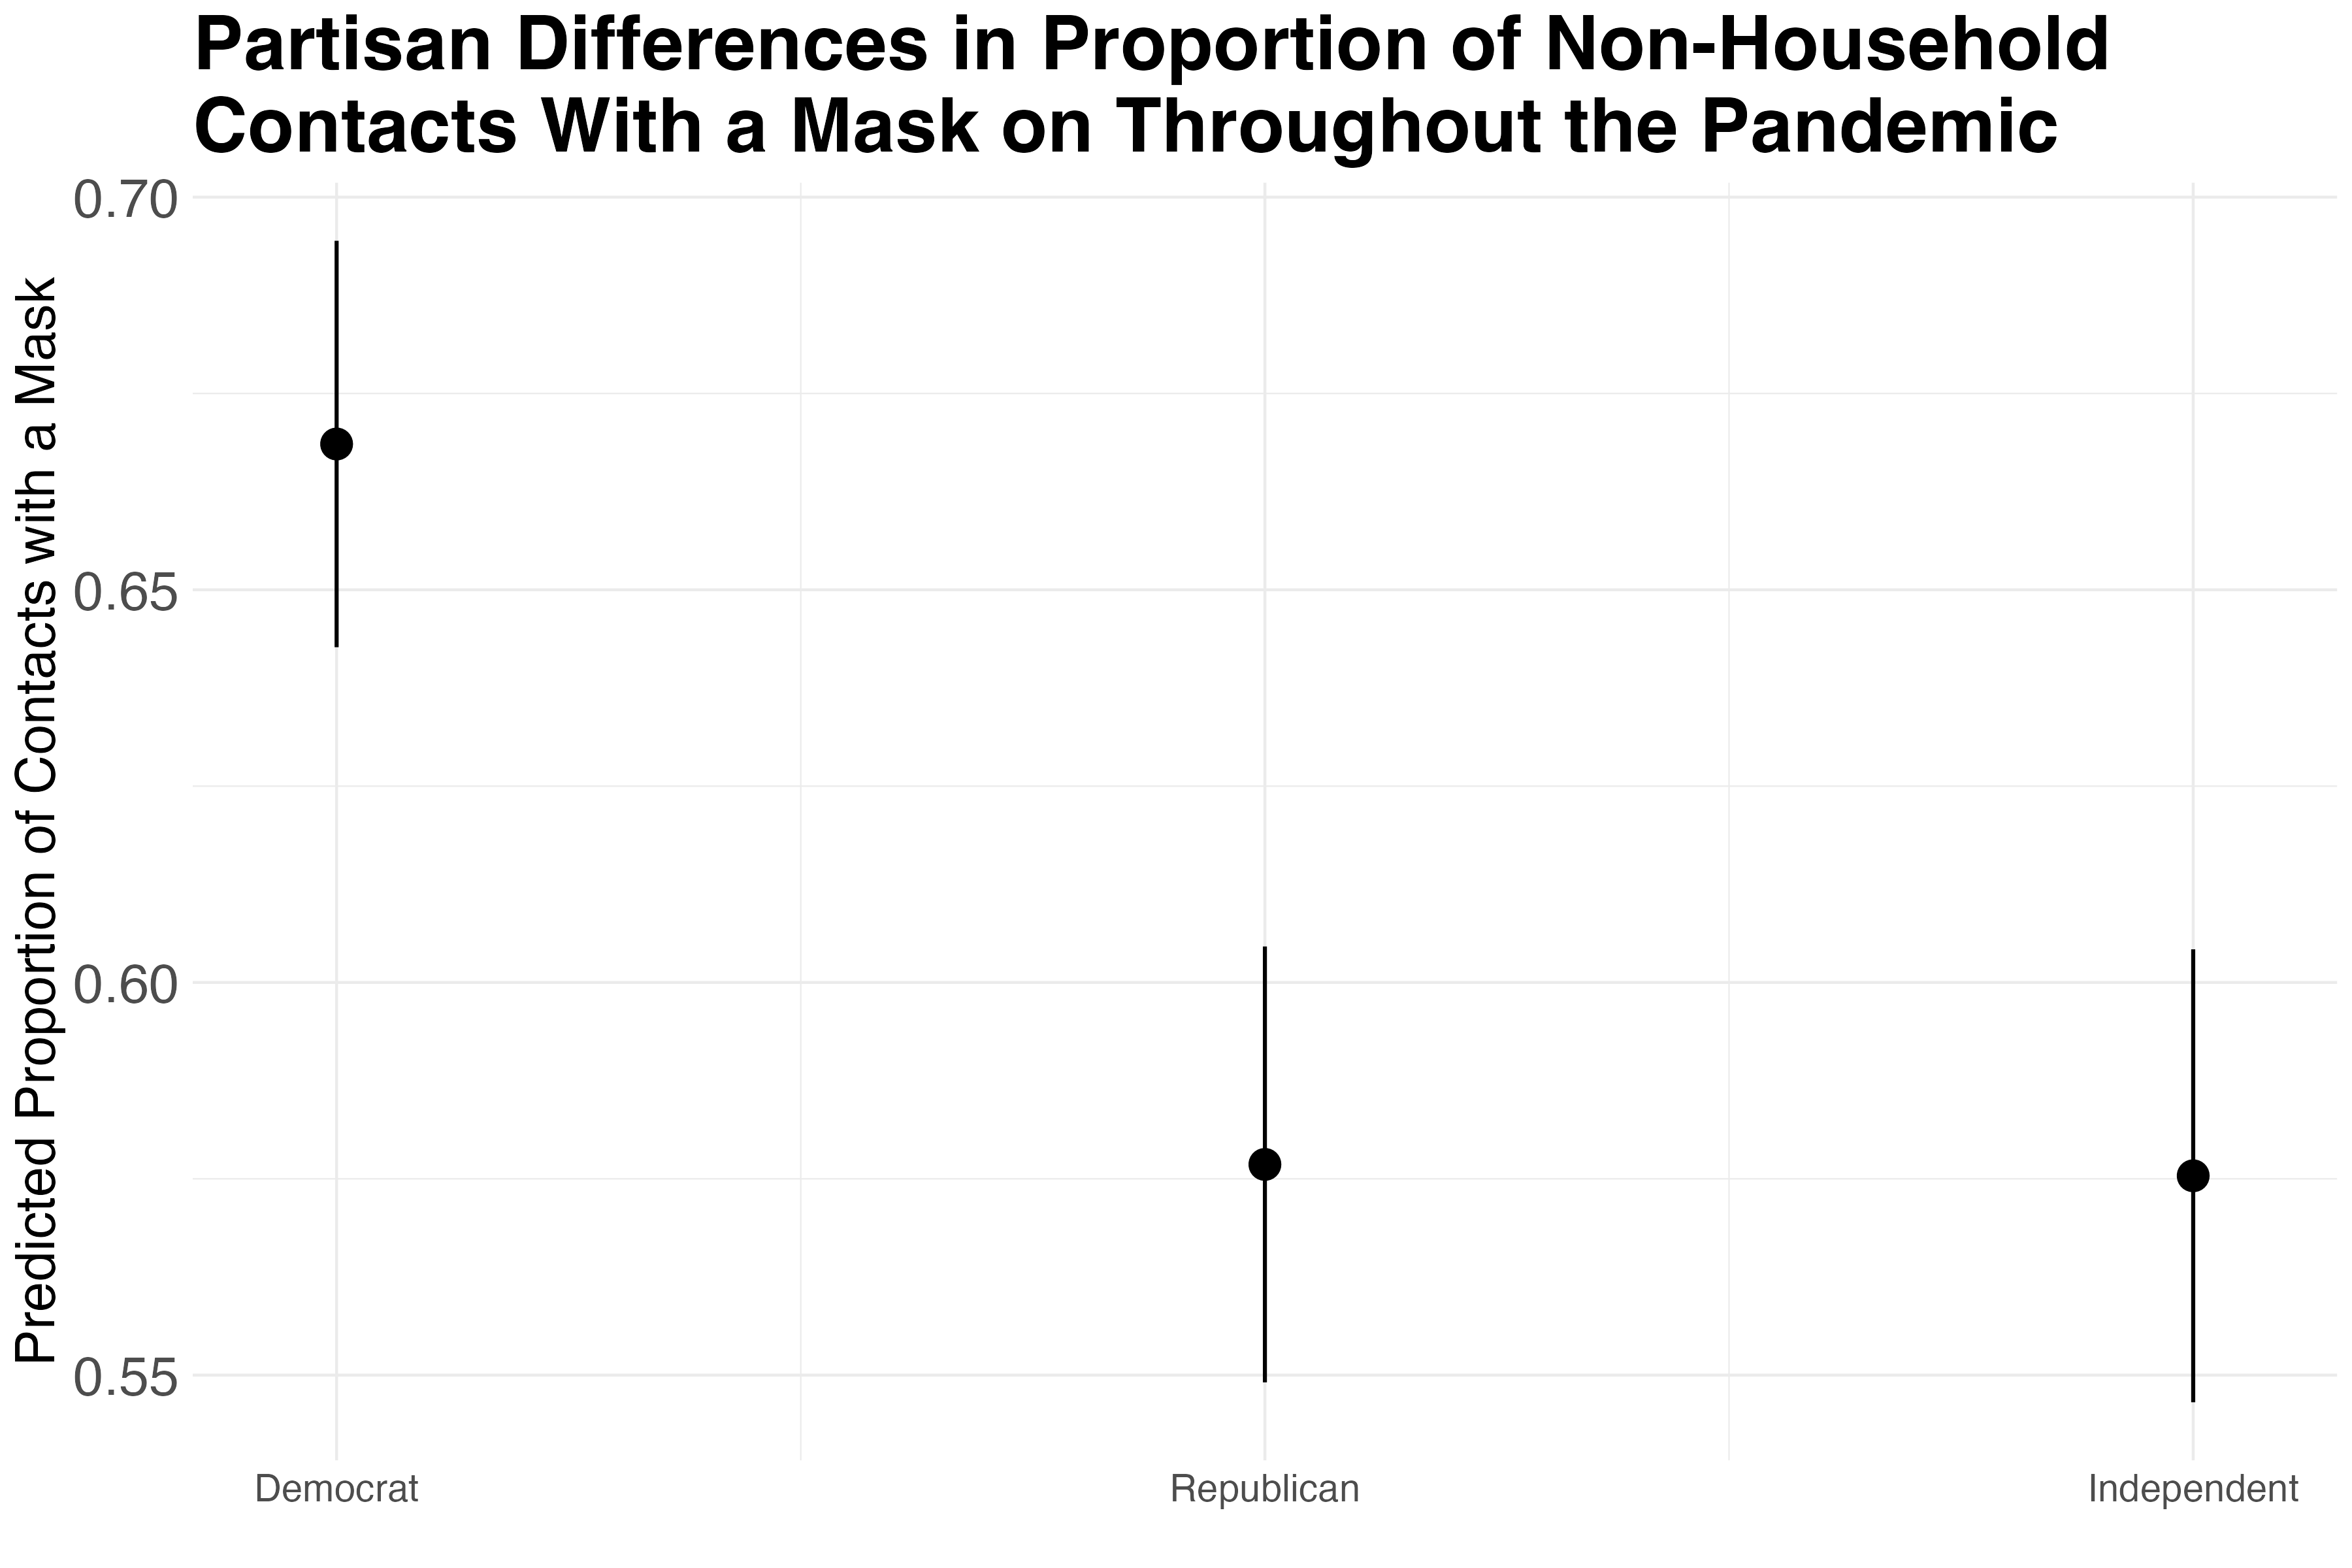 Partisan Differences in Proportion of Non-Household
Contacts With a Mask on Throughout the Pandemic
Predicted Proportion of Contacts with a Mask
0.70
0.65
0.60
0.55
Democrat
Republican
Independent